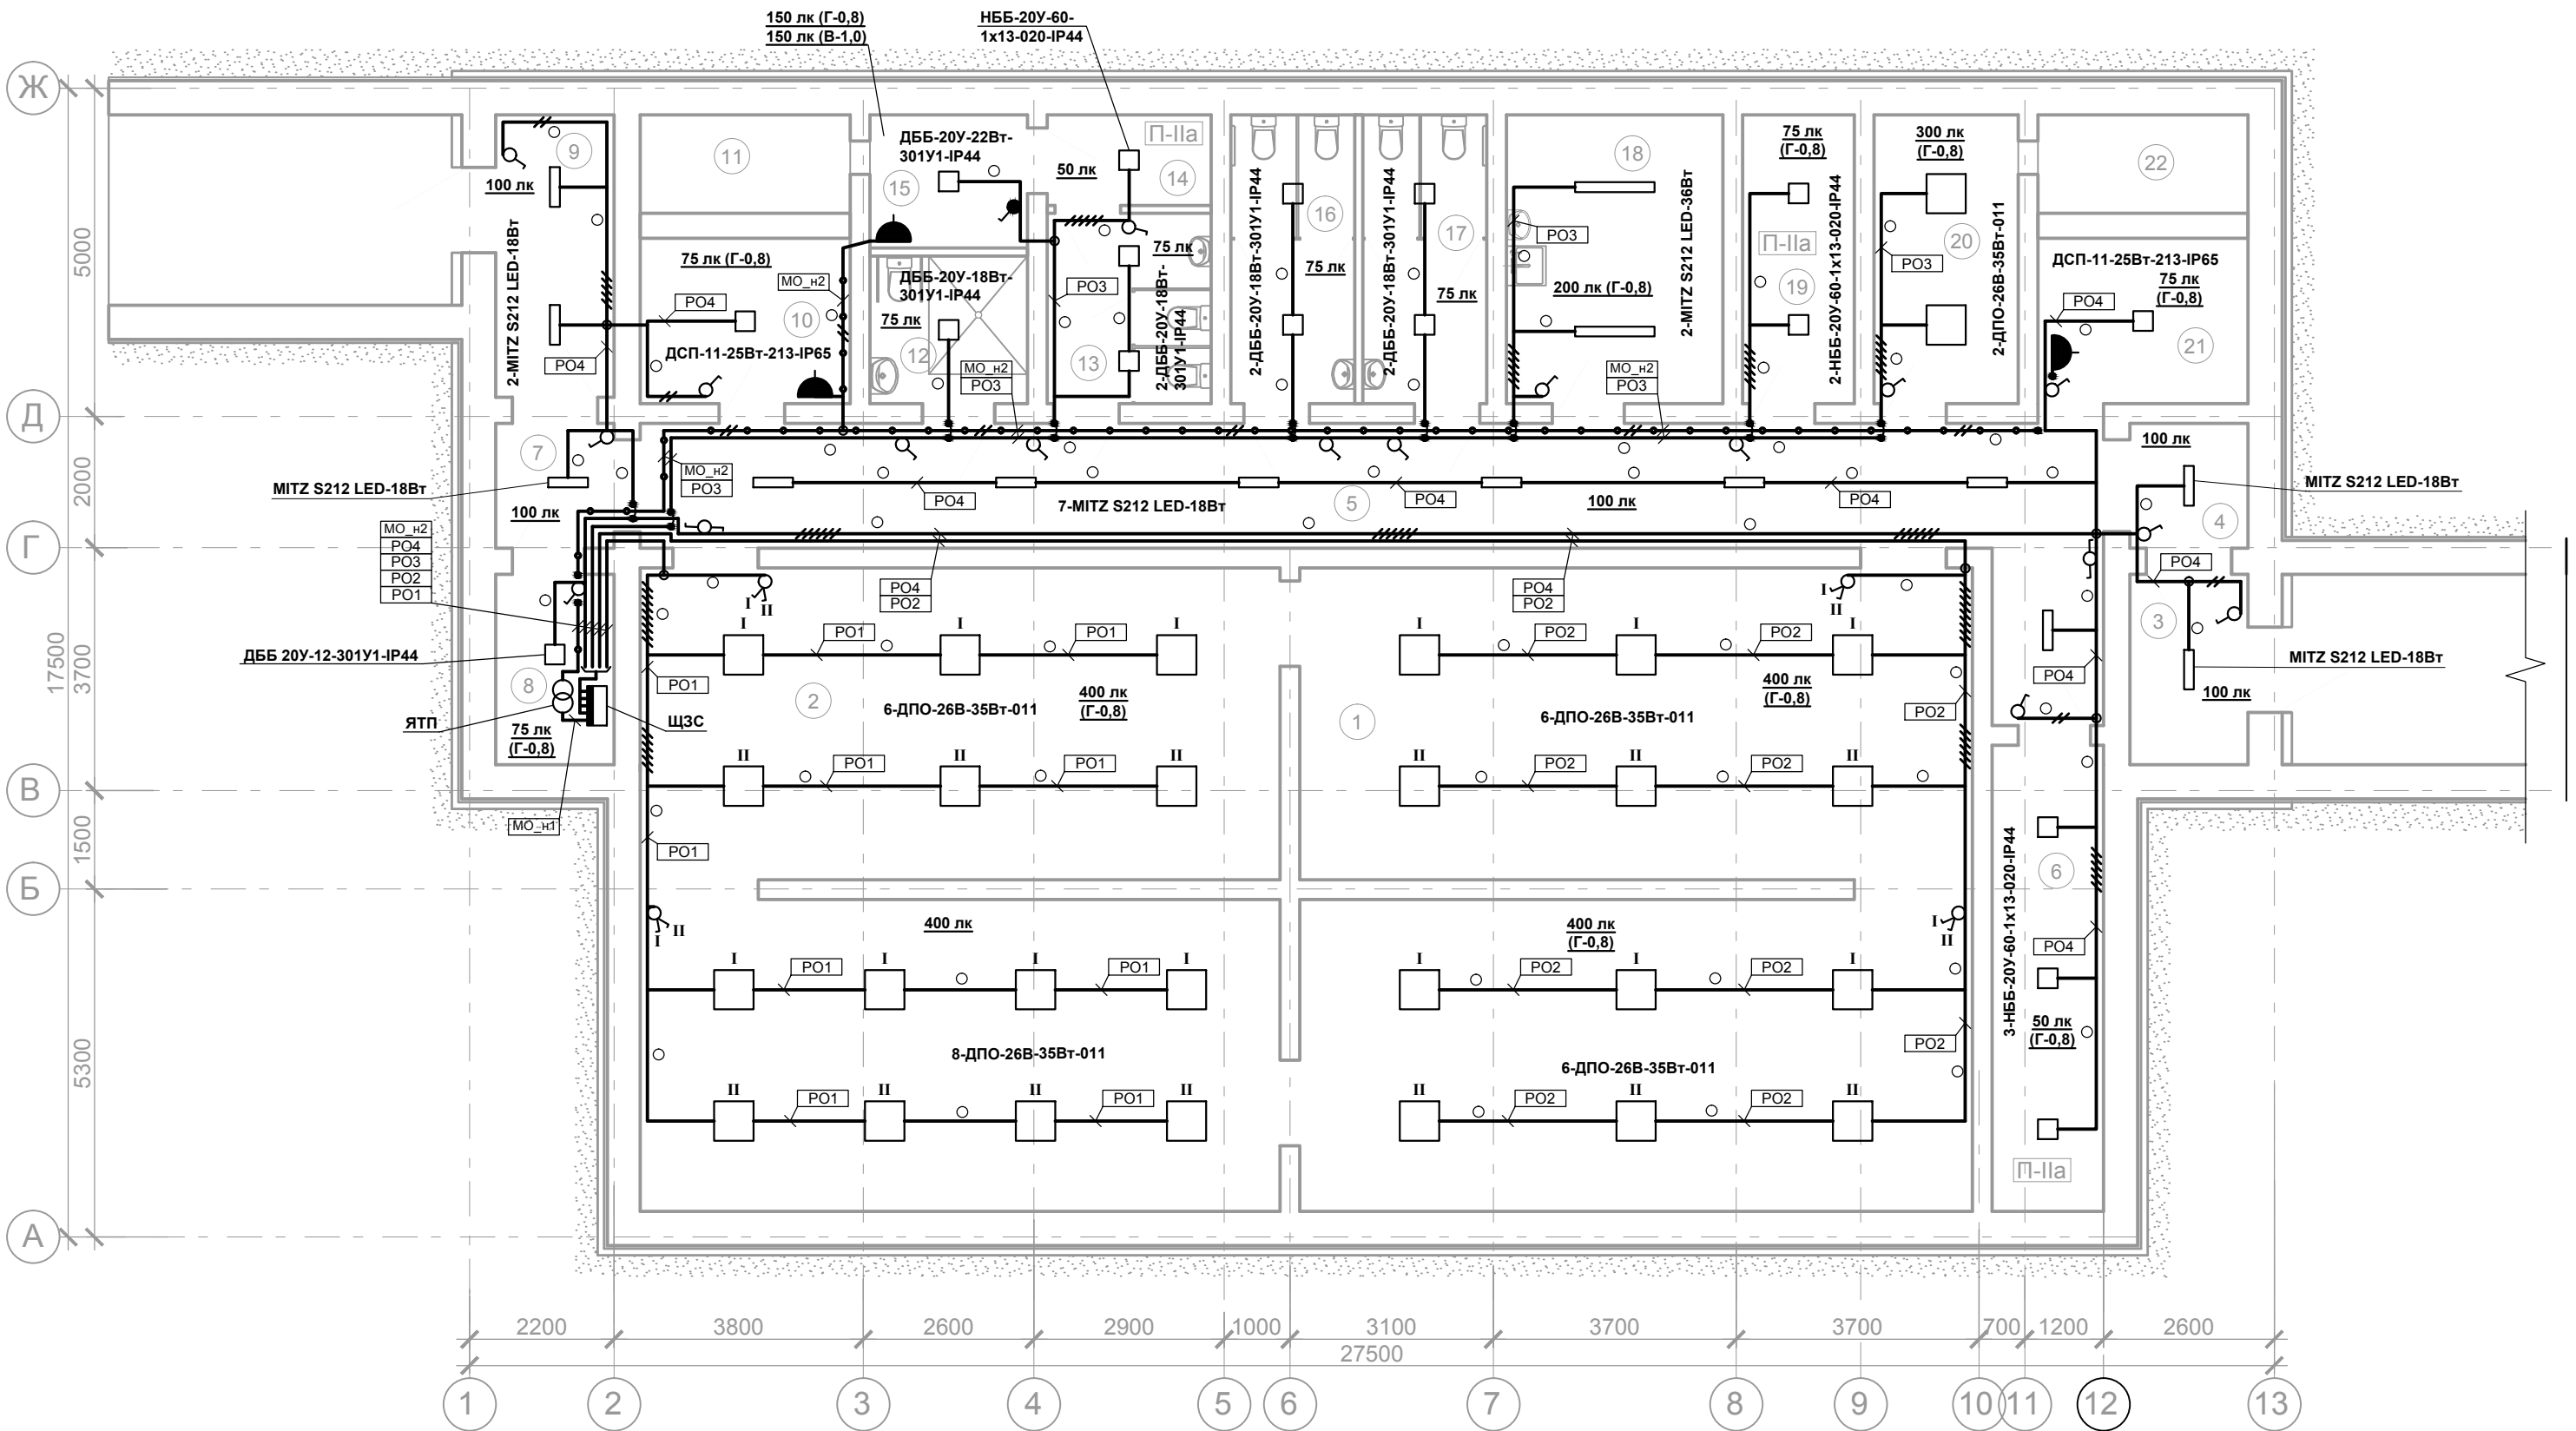 150 лк (Г-0,8)
150 лк (В-1,0)
НББ-20У-60-
1х13-020-IP44
Ж
9
100 лк
2-MITZ S212 LED-18Вт
РО4
11
75 лк (Г-0,8)
МО_н2
РО4
10
ДСП-11-25Вт-213-IP65
ДББ-20У-22Вт-
301У1-IP44
15
50 лк
П-IIа
14
ДББ-20У-18Вт-
301У1-IP44
75 лк
12
МО_н2
РО3
РО3
13
75 лк
2-ДББ-20У-18Вт-
301У1-IP44
2-ДББ-20У-18Вт-301У1-IP44
16
75 лк
2-ДББ-20У-18Вт-301У1-IP44
17
75 лк
18
РО3
200 лк (Г-0,8)
2-MITZ S212 LED-36Вт
МО_н2
РО3
75 лк
(Г-0,8)
П-IIа
19
2-НББ-20У-60-1х13-020-IP44
300 лк
(Г-0,8)
20
РО3
2-ДПО-26В-35Вт-011
22
ДСП-11-25Вт-213-IP65
75 лк
(Г-0,8)
РО4
21
Д
7
MITZ S212 LED-18Вт
100 лк
МО_н2
РО3
РО4
РО4
РО4
7-MITZ S212 LED-18Вт
5
100 лк
100 лк
MITZ S212 LED-18Вт
4
МО_н2
РО4
РО3
РО2
РО1
Г
РО4
РО2
РО4
РО2
РО4
3
MITZ S212 LED-18Вт
100 лк
ДББ 20У-12-301У1-IP44
8
ЯТП
ЩЗС
75 лк
(Г-0,8)
МО_н1
I
II
I
II
I
РО1
I
РО1
I
I
РО2
I
РО2
I
РО1
2
400 лк
(Г-0,8)
6-ДПО-26В-35Вт-011
1
6-ДПО-26В-35Вт-011
400 лк
(Г-0,8)
РО2
РО4
II
РО1
II
РО1
II
II
РО2
II
РО2
II
В
РО1
Б
I
II
400 лк
400 лк
(Г-0,8)
I
II
3-НББ-20У-60-1х13-020-IP44
6
РО4
I
РО1
I
I
РО1
I
I
РО2
I
РО2
I
РО2
50 лк
(Г-0,8)
8-ДПО-26В-35Вт-011
6-ДПО-26В-35Вт-011
II
РО1
II
II
РО1
II
II
РО2
II
РО2
II
П-IIа
А
5000
2000
3700
1500
5300
17500
2200
3800
2600
2900
1000
3100
3700
3700
700
1200
2600
27500
1
2
3
4
5
6
7
8
9
10
11
12
13